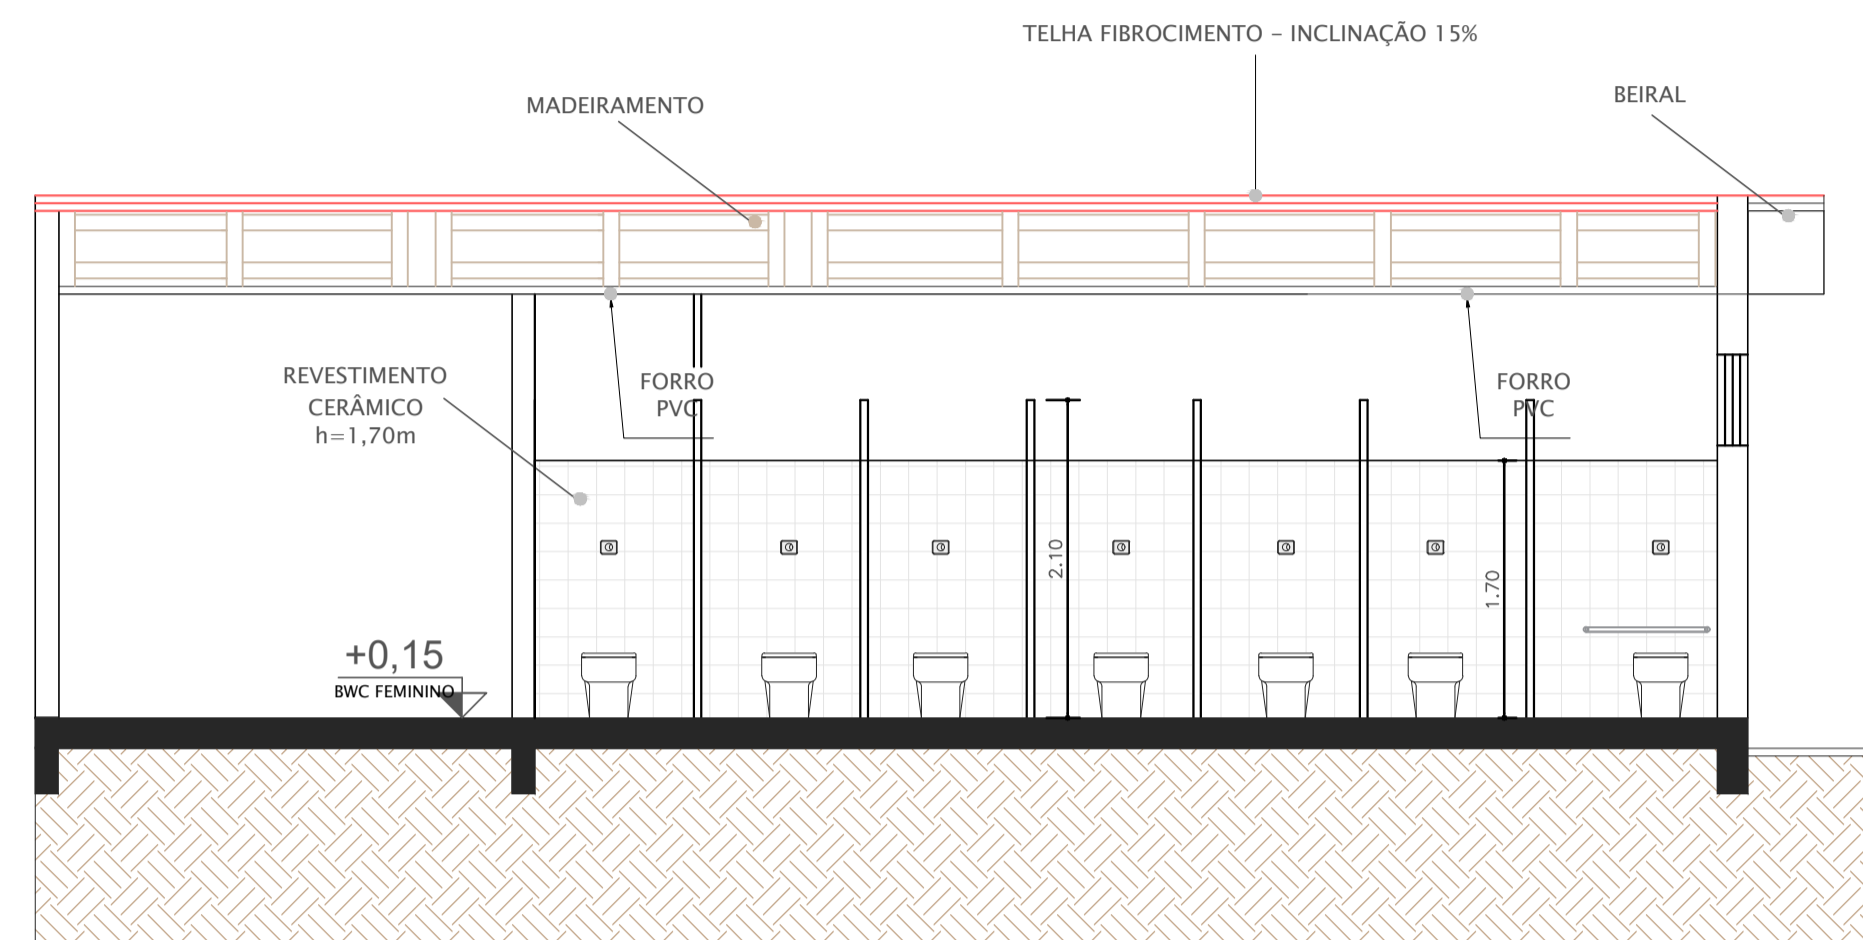 TELHA FIBROCIMENTO - INCLINAÇÃO 15%
BEIRAL
MADEIRAMENTO
REVESTIMENTO
CERÂMICO
h=1,70m
FORRO
PVC
FORRO
PVC
2.10
1.70
+0,15
BWC FEMININO